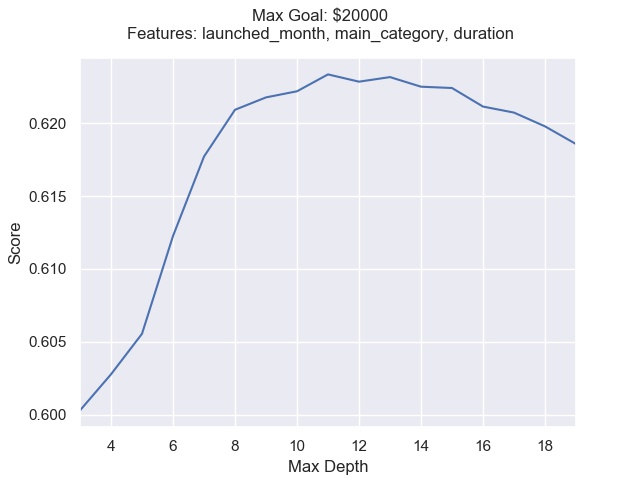 Max Goal: $20000
Features: launched_month, main_category, duration
0.620
0.615
0.610
0.605
0.600
Score
4 6 8 10 12 14 16 18
Max Depth